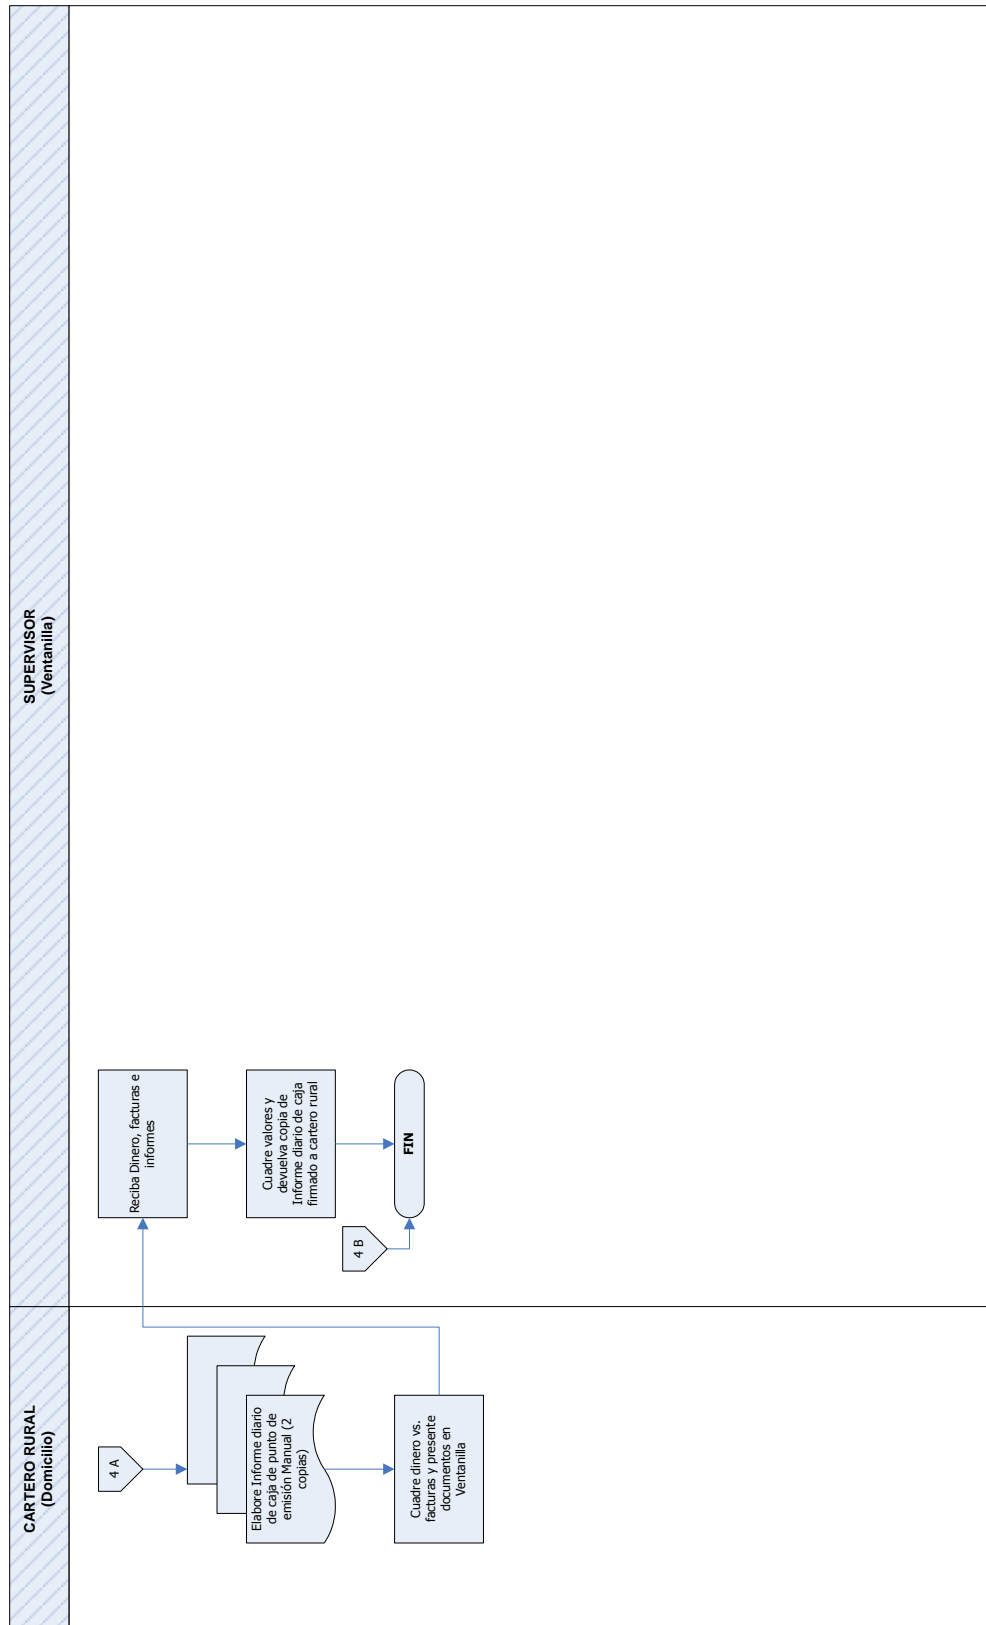 CARTERO RURAL
(Domicilio)
SUPERVISOR
(Ventanilla)
4 A
Elabore Informe diario
de caja de punto de
emisión Manual (2
copias)
Cuadre dinero vs.
facturas y presente
documentos en
Ventanilla
Reciba Dinero, facturas e
informes
Cuadre valores y
devuelva copia de
Informe diario de caja
firmado a cartero rural
4 B
FIN